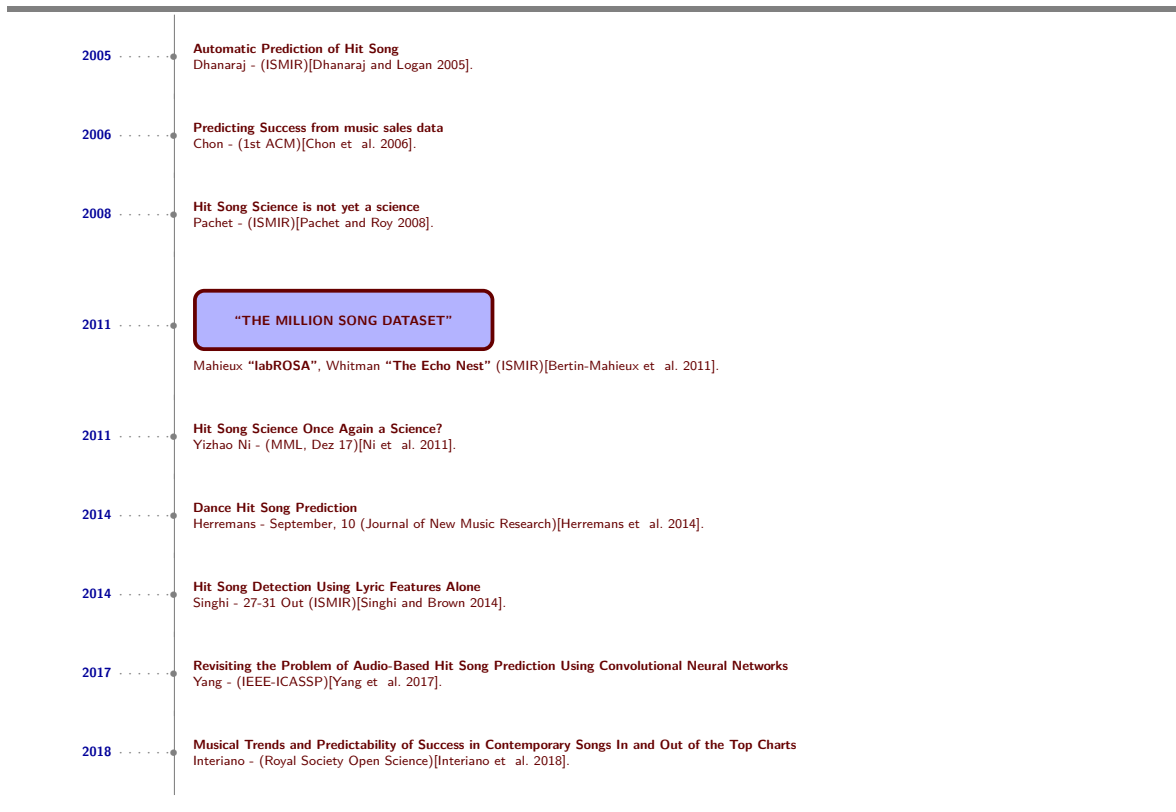 2005 Automatic Prediction of Hit Song
Dhanaraj - (ISMIR)[Dhanaraj and Logan 2005].
2006 Predicting Success from music sales data
Chon - (1st ACM)[Chon et al. 2006].
2008 Hit Song Science is not yet a science
Pachet - (ISMIR)[Pachet and Roy 2008].
2011 “THE MILLION SONG DATASET”
Mahieux “labROSA”, Whitman “The Echo Nest” (ISMIR)[Bertin-Mahieux et al. 2011].
2011 Hit Song Science Once Again a Science?
Yizhao Ni - (MML, Dez 17)[Ni et al. 2011].
2014 Dance Hit Song Prediction
Herremans - September, 10 (Journal of New Music Research)[Herremans et al. 2014].
2014 Hit Song Detection Using Lyric Features Alone
Singhi - 27-31 Out (ISMIR)[Singhi and Brown 2014].
2017 Revisiting the Problem of Audio-Based Hit Song Prediction Using Convolutional Neural Networks
Yang - (IEEE-ICASSP)[Yang et al. 2017].
2018 Musical Trends and Predictability of Success in Contemporary Songs In and Out of the Top Charts
Interiano - (Royal Society Open Science)[Interiano et al. 2018].